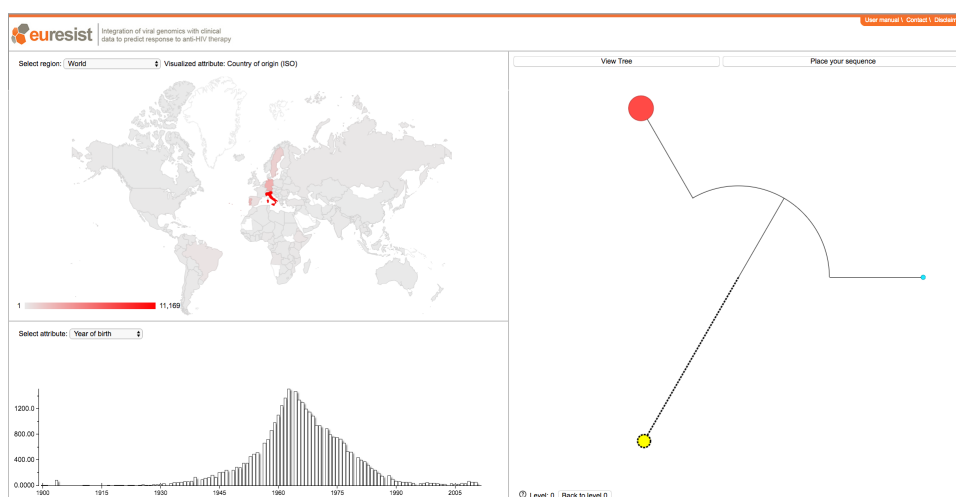 User manual \ Contact \ Disclaim
euresist
Integration of viral genomics with clinical
data to predict response to anti-HIV therapy
Select region: World
Visualized attribute: Country of origin (ISO)
View Tree
Place your sequence
1
11,169
Select attribute: Year of birth
1200.0
800.00
400.00
0.0000
1900 1915 1930 1945 1960 1975 1990 2005
? Level: 0 Back to level 0